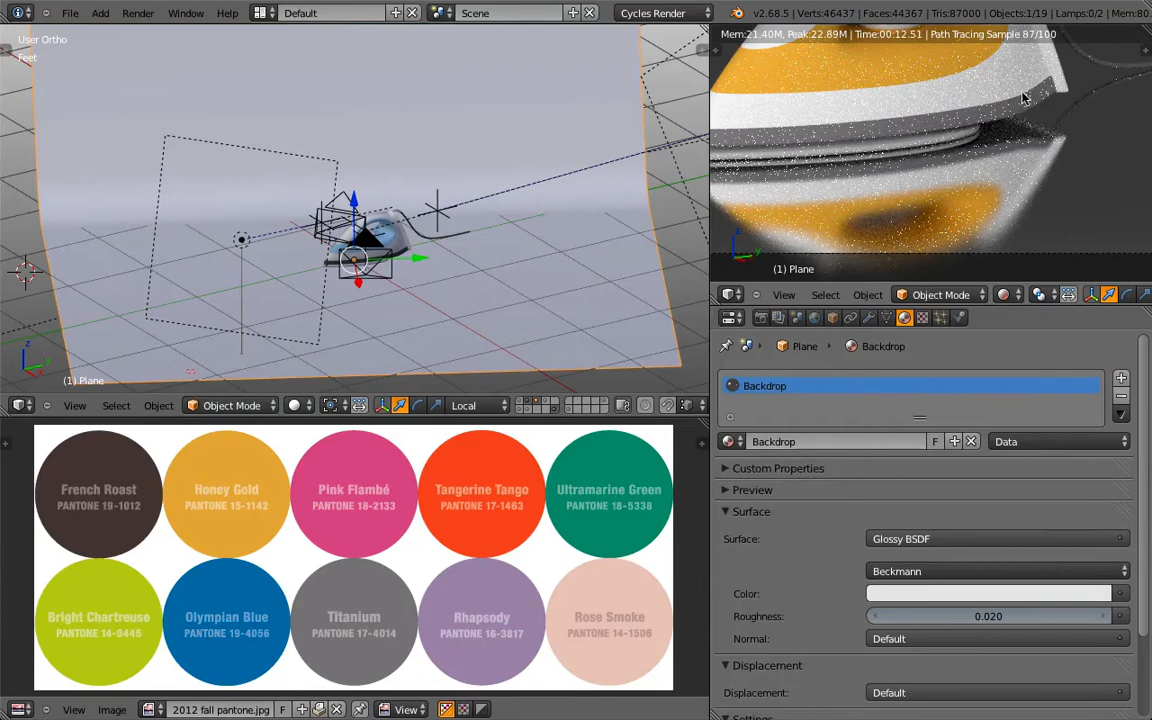 File Add Render Window Help Default Scene Cycles Render v2.68.5 | Verts:46437 | Faces:44367 | Tris:87000 | Objects:1/19 | Lamps:0/2 | Mem:80.
User Ortho
Feet
(1) Plane
View Select Object Object Mode Local
Mem:21.40M, Peak:22.89M | Time:00:12.51 | Path Tracing Sample 87/100
(1) Plane
View Select Object Object Mode
Plane Backdrop
Backdrop
Backdrop F Data
Custom Properties
Preview
Surface
Surface: Glossy BSDF
Beckmann
Color:
Roughness: 0.020
Normal: Default
Displacement
Displacement: Default
Settings
French Roast
PANTONE 19-1012
Honey Gold
PANTONE 15-1142
Pink Flambé
PANTONE 18-2133
Tangerine Tango
PANTONE 17-1463
Ultramarine Green
PANTONE 18-5338
Bright Chartreuse
PANTONE 14-0445
Olympian Blue
PANTONE 19-4056
Titanium
PANTONE 17-4014
Rhapsody
PANTONE 16-3817
Rose Smoke
PANTONE 14-1506
View Image 2012 fall pantone.jpg F View